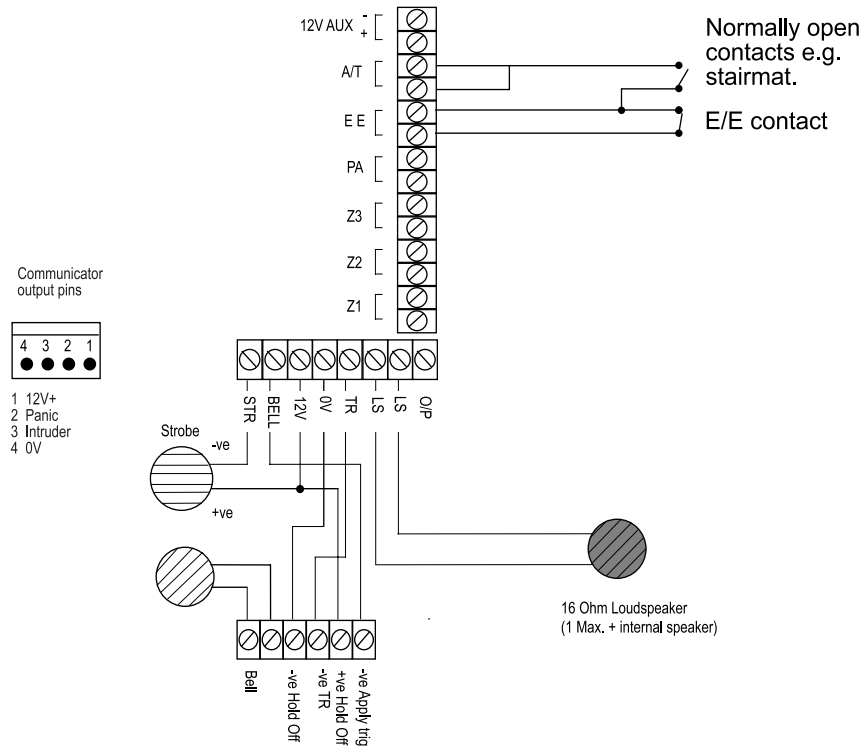 12V AUX - +
A/T
E E
PA
Z3
Z2
Z1
Normally open
contacts e.g.
stairmat.
E/E contact
Communicator
output pins
4 3 2 1
1 12V+
2 Panic
3 Intruder
4 0V
STR
BELL
12V
0V
TR
LS
LS
O/P
Strobe
-ve
+ve
16 Ohm Loudspeaker
(1 Max. + internal speaker)
Bell
-ve Hold Off
-ve TR
+ve Hold Off
-ve Apply trig